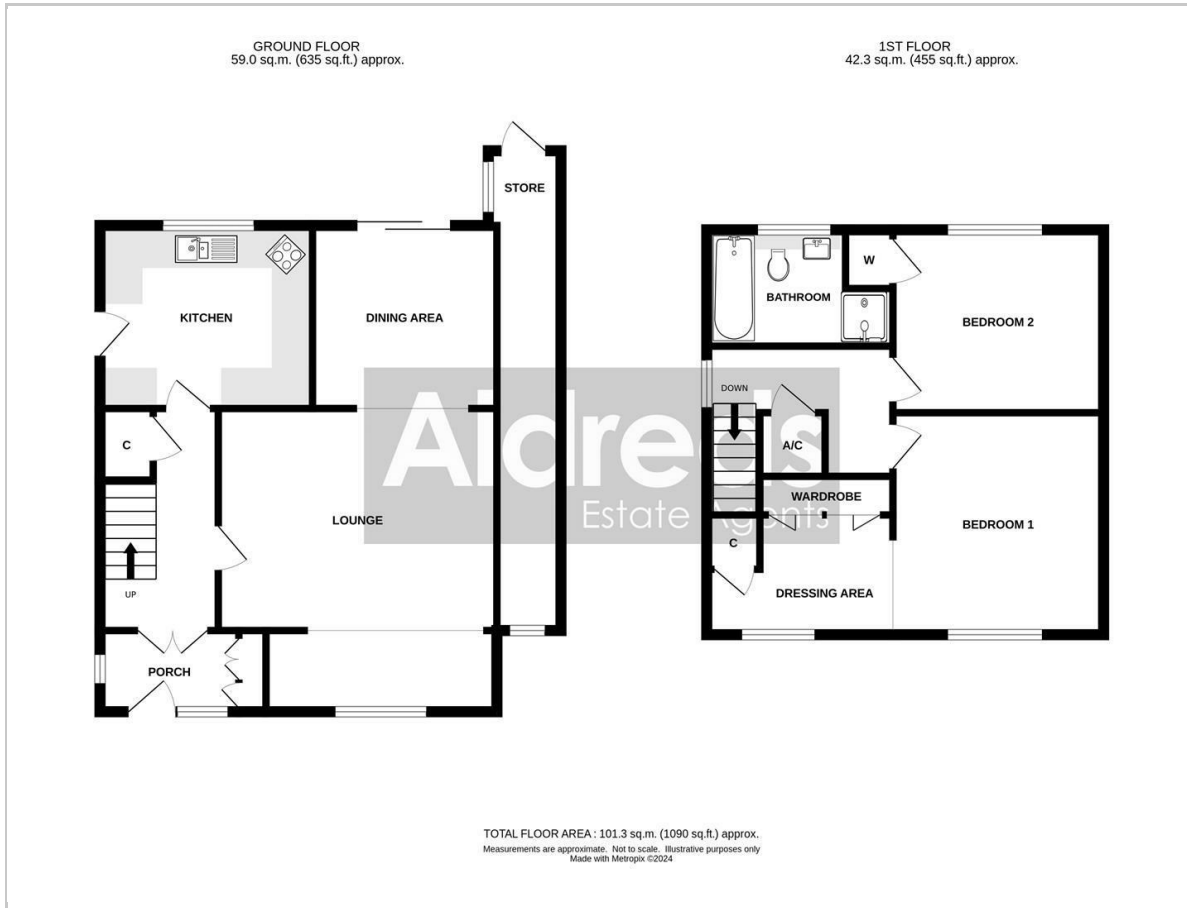 GROUND FLOOR
59.0 sq.m. (635 sq.ft.) approx.
1ST FLOOR
42.3 sq.m. (455 sq.ft.) approx.
STORE
KITCHEN
DINING AREA
C
LOUNGE
UP
PORCH
BATHROOM
W
BEDROOM 2
DOWN
A/C
WARDROBE
BEDROOM 1
C
DRESSING AREA
Aldreds
Estate Agents
TOTAL FLOOR AREA : 101.3 sq.m. (1090 sq.ft.) approx.
Measurements are approximate. Not to scale. Illustrative purposes only
Made with Metropix ©2024